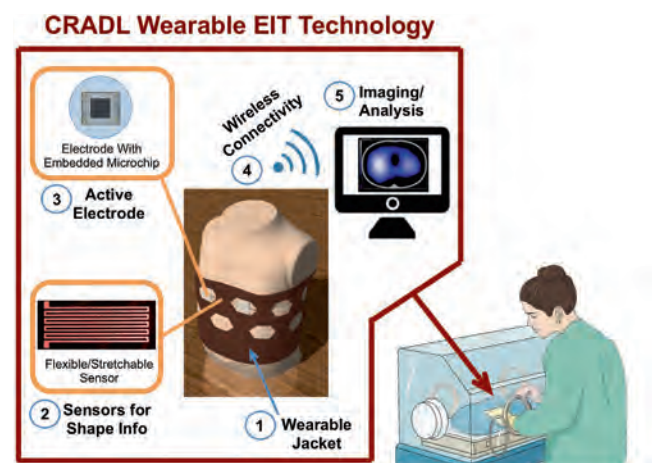 CRADL Wearable EIT Technology
Electrode With
Embedded Microchip
3 Active
Electrode
Wireless
Connectivity
4
5 Imaging/
Analysis
Flexible/Stretchable
Sensor
2 Sensors for
Shape Info
1 Wearable
Jacket